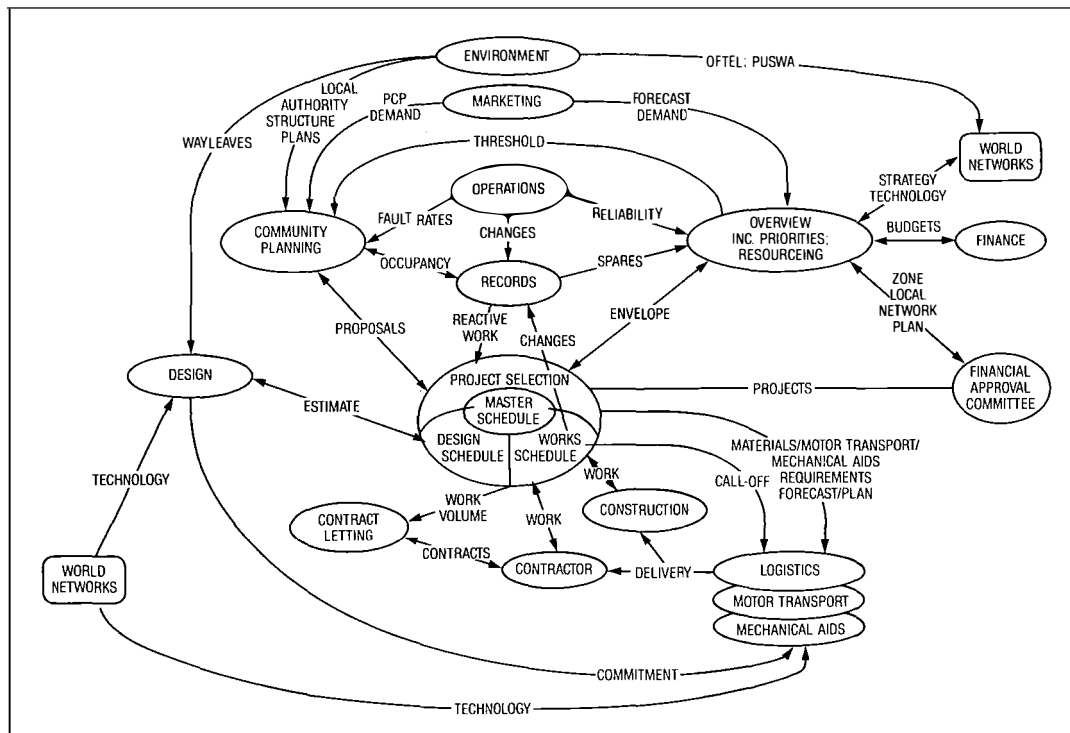 ENVIRONMENT
OFTEL; PUSWA
LOCAL
AUTHORITY
STRUCTURE
PLANS
PCP
DEMAND
MARKETING
FORECAST
DEMAND
WAYLEAVES
THRESHOLD
WORLD
NETWORKS
OPERATIONS
STRATEGY
TECHNOLOGY
FAULT
RATES
RELIABILITY
COMMUNITY
PLANNING
CHANGES
OVERVIEW
INC. PRIORITIES;
RESOURCEING
BUDGETS
FINANCE
OCCUPANCY
RECORDS
SPARES
ZONE
LOCAL
NETWORK
PLAN
PROPOSALS
REACTIVE
WORK
CHANGES
ENVELOPE
DESIGN
PROJECT SELECTION
PROJECTS
FINANCIAL
APPROVAL
COMMITTEE
ESTIMATE
MASTER
SCHEDULE
DESIGN
SCHEDULE
WORKS
SCHEDULE
MATERIALS/MOTOR TRANSPORT/
MECHANICAL AIDS
REQUIREMENTS
FORECAST/PLAN
TECHNOLOGY
WORK
CALL-OFF
WORK
VOLUME
CONTRACT
LETTING
WORK
CONSTRUCTION
CONTRACTS
CONTRACTOR
DELIVERY
LOGISTICS
WORLD
NETWORKS
MOTOR TRANSPORT
MECHANICAL AIDS
COMMITMENT
TECHNOLOGY